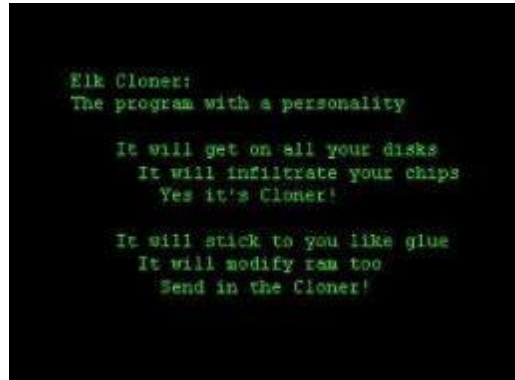 Elk Cloner:
The program with a personality
It will get on all your disks
It will infiltrate your chips
Yes it's Cloner!
It will stick to you like glue
It will modify ram too
Send in the Cloner!